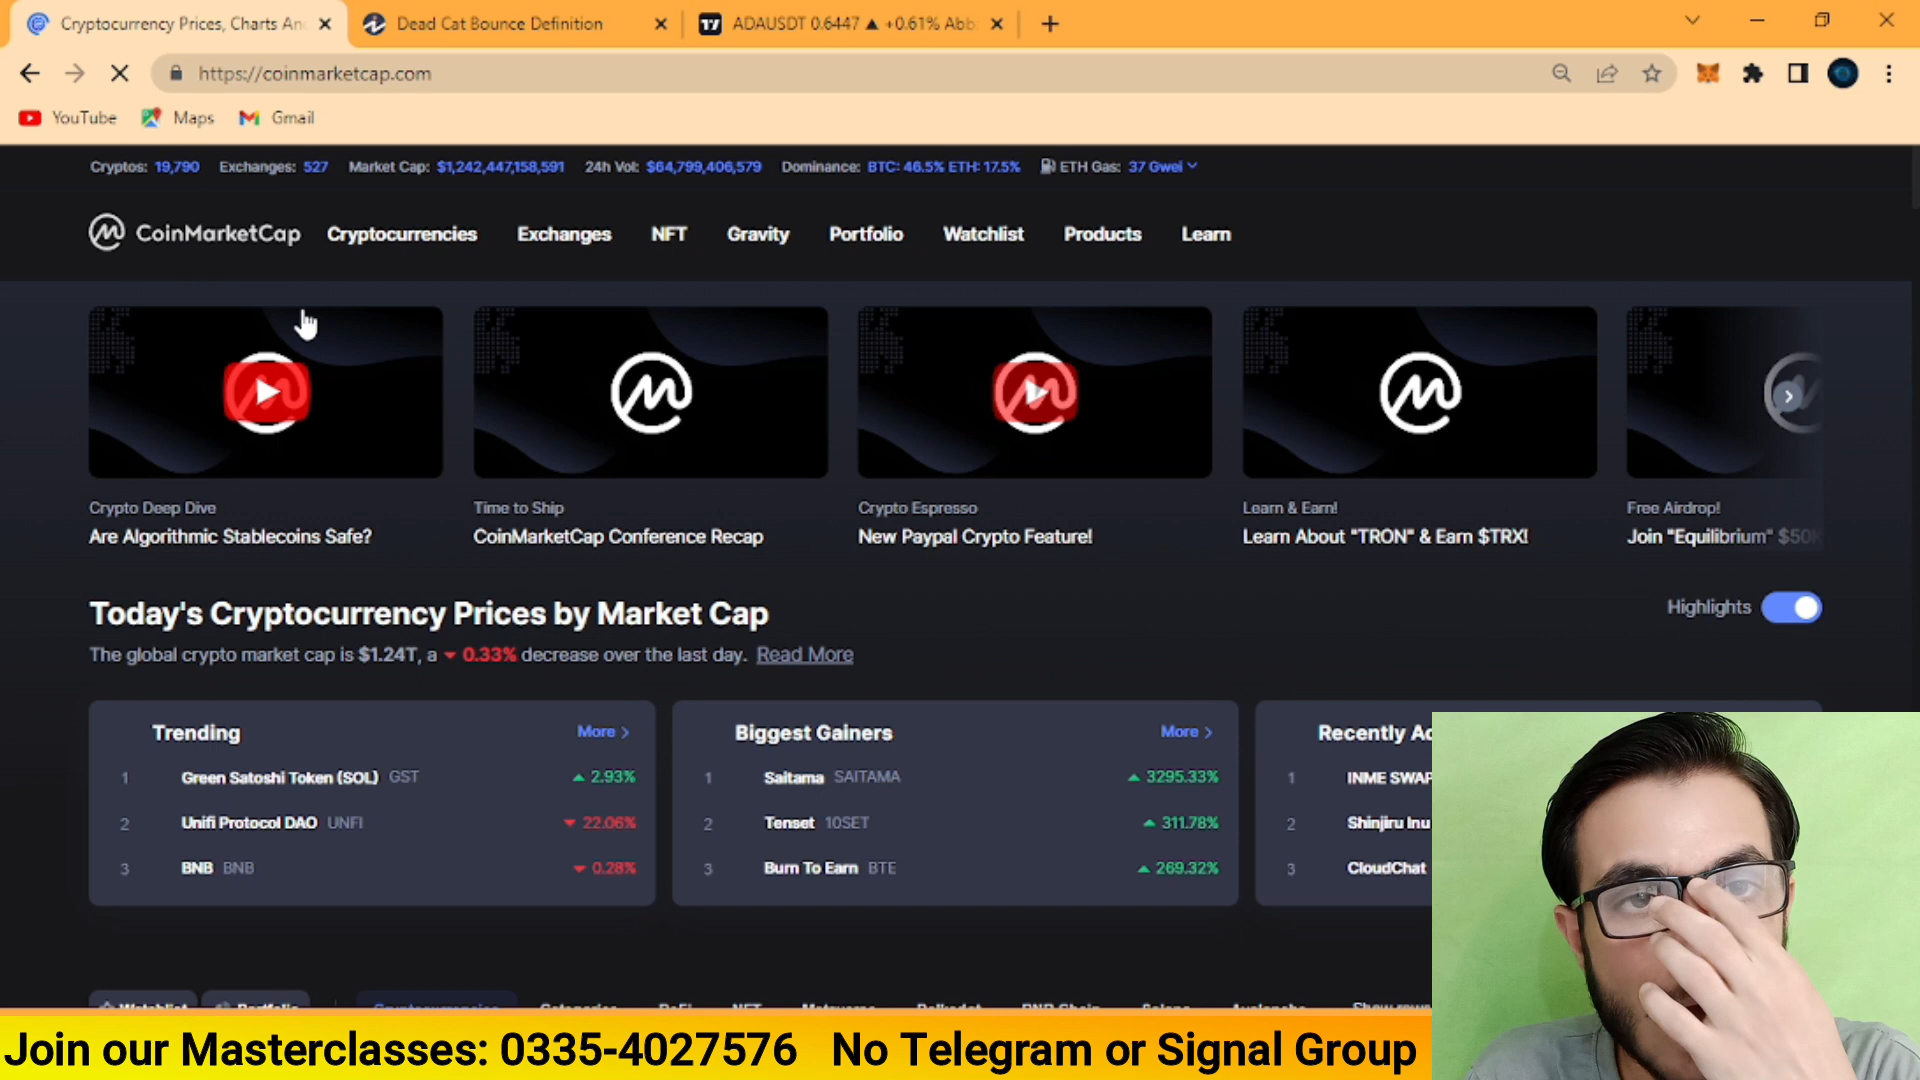 Cryptocurrency Prices, Charts An
Dead Cat Bounce Definition
ADAUSDT 0.6447 ▲ +0.61% Abb
https://coinmarketcap.com
YouTube Maps Gmail
Cryptos: 19,790 Exchanges: 527 Market Cap: $1,242,447,158,591 24h Vol: $64,799,406,579 Dominance: BTC: 46.5% ETH: 17.5% ETH Gas: 37 Gwei
CoinMarketCap Cryptocurrencies Exchanges NFT Gravity Portfolio Watchlist Products Learn
Crypto Deep Dive
Are Algorithmic Stablecoins Safe?
Time to Ship
CoinMarketCap Conference Recap
Crypto Espresso
New Paypal Crypto Feature!
Learn & Earn!
Learn About "TRON" & Earn $TRX!
Free Airdrop!
Join "Equilibrium" $50K
Today's Cryptocurrency Prices by Market Cap
Highlights
The global crypto market cap is $1.24T, a ▼ 0.33% decrease over the last day. Read More
Trending More >
1 Green Satoshi Token (SOL) GST ▲ 2.93%
2 Unifi Protocol DAO UNFI ▼ 22.06%
3 BNB BNB ▼ 0.28%
Biggest Gainers More >
1 Saitama SAITAMA ▲ 3295.33%
2 Tenset 10SET ▲ 311.78%
3 Burn To Earn BTE ▲ 269.32%
Recently Ad
1 INME SWAP
2 Shinjiru Inu
3 CloudChat
Join our Masterclasses: 0335-4027576 No Telegram or Signal Group